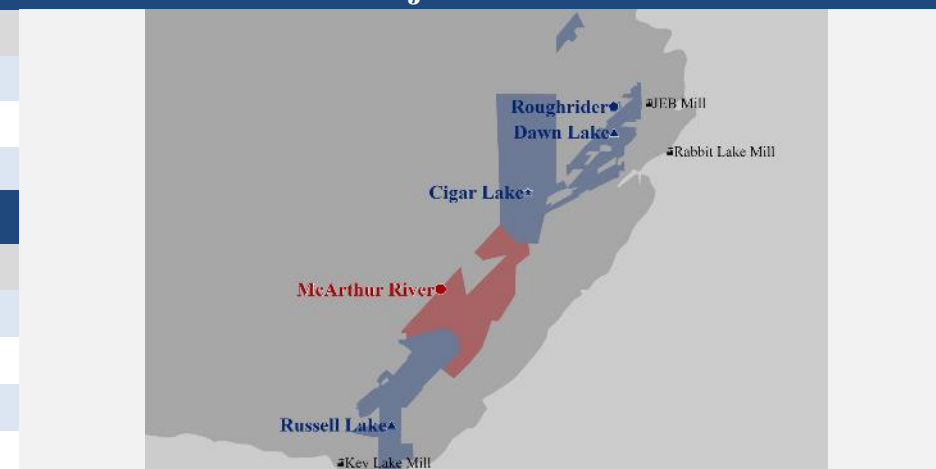 Roughrider
JEB Mill
Dawn Lake
Rabbit Lake Mill
Cigar Lake
McArthur River
Russell Lake
Key Lake Mill